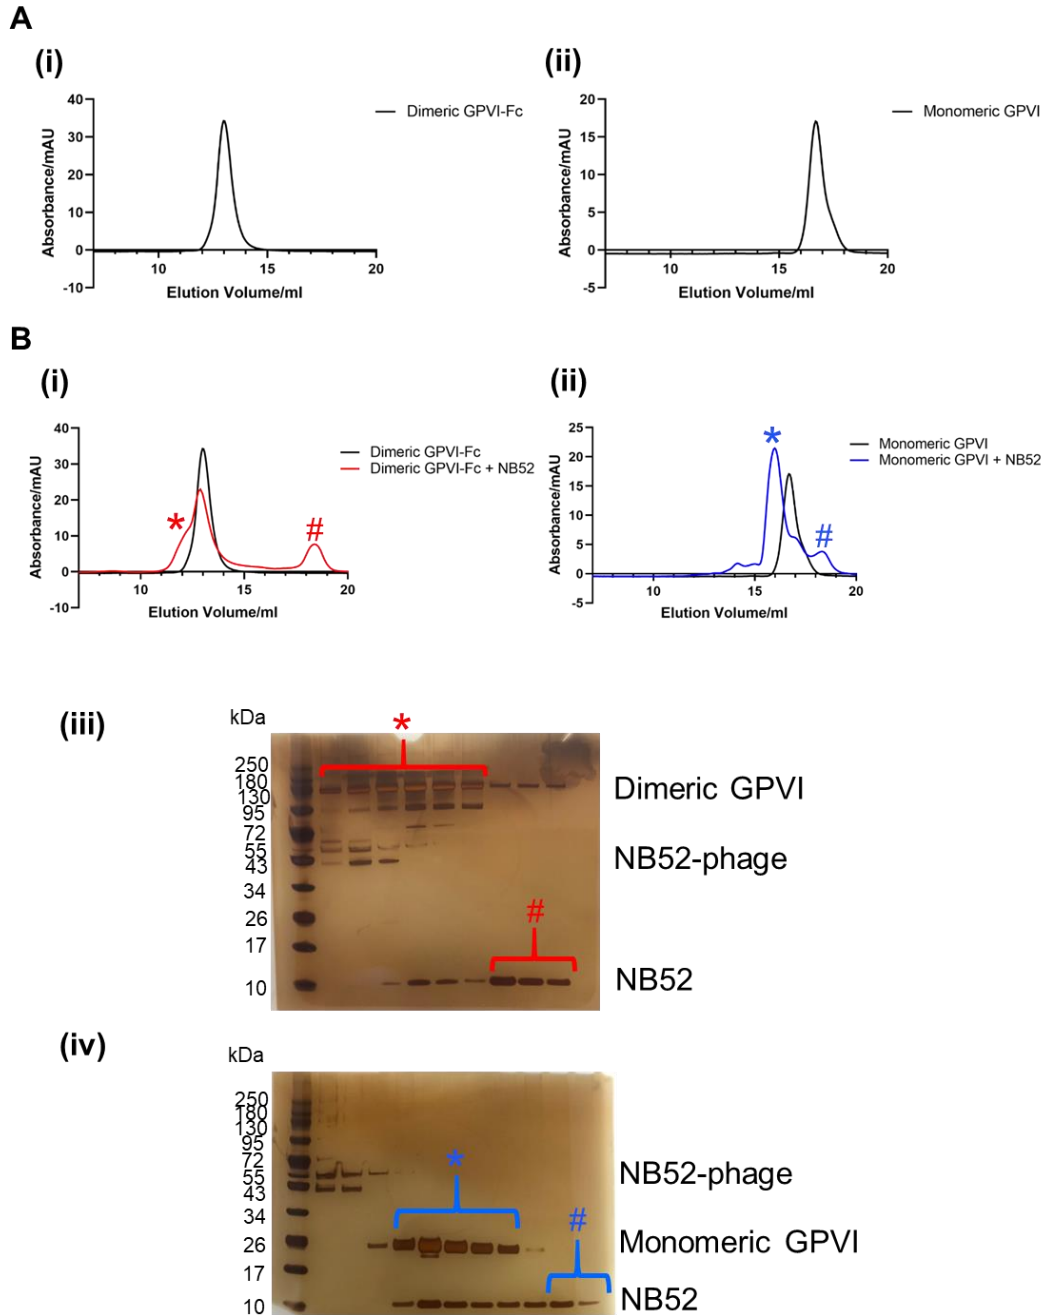 A
(i)
40
30
20
10
0
-10
Absorbance/mAU
10
15
20
Elution Volume/ml
Dimeric GPVI-Fc
(ii)
20
15
10
5
0
-5
Absorbance/mAU
10
15
20
Elution Volume/ml
Monomeric GPVI
B
(i)
40
30
20
10
0
-10
Absorbance/mAU
*
#
10
15
20
Elution Volume/ml
Dimeric GPVI-Fc
Dimeric GPVI-Fc + NB52
(ii)
25
20
15
10
5
0
-5
Absorbance/mAU
*
#
10
15
20
Elution Volume/ml
Monomeric GPVI
Monomeric GPVI + NB52
(iii)
kDa
*
250
180
130
95
72
55
43
34
26
17
10
#
Dimeric GPVI
NB52-phage
NB52
(iv)
kDa
250
180
130
95
72
55
43
34
26
17
10
*
#
NB52-phage
Monomeric GPVI
NB52